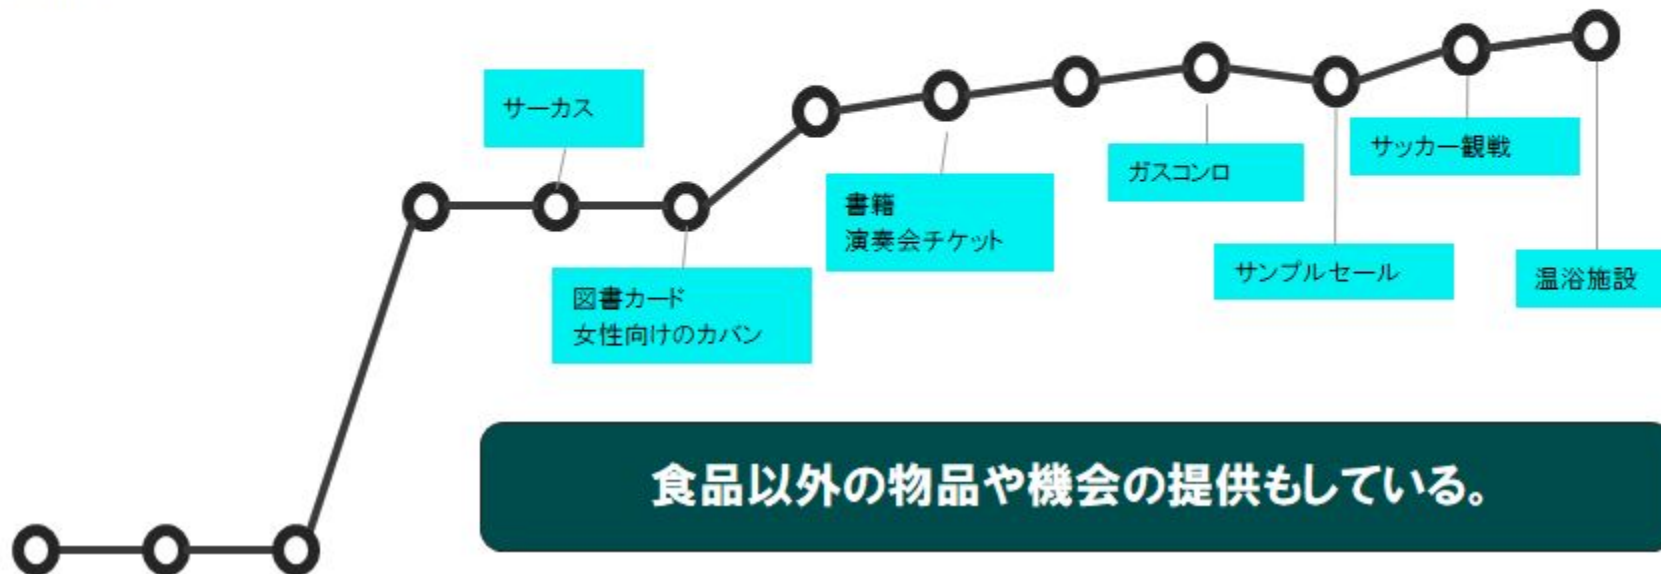 サーカス
図書カード
女性向けのカバン
書籍
演奏会チケット
ガスコンロ
サンプルセール
サッカー観戦
温浴施設
食品以外の物品や機会の提供もしている。